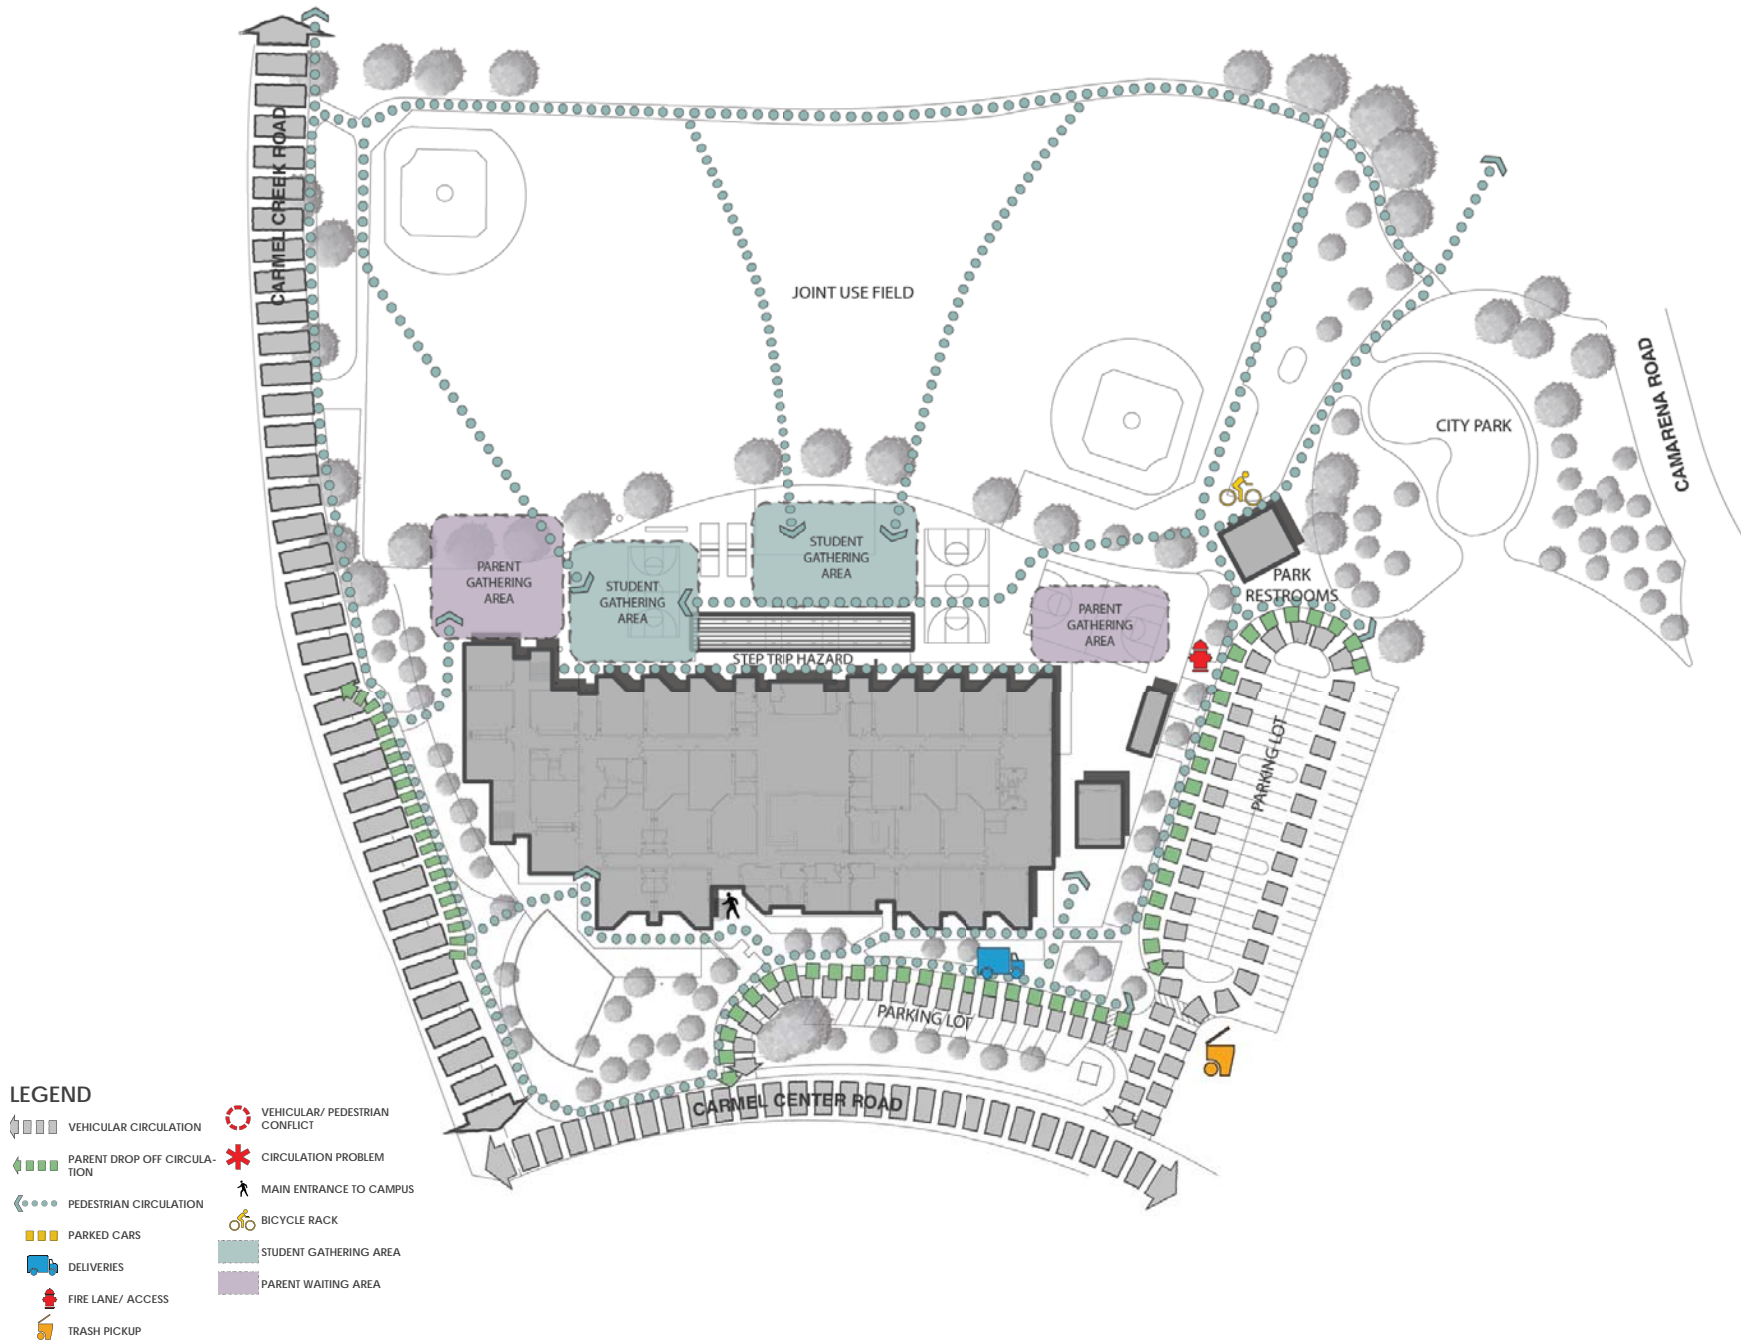 CARMEL CREEK ROAD
JOINT USE FIELD
CITY PARK
CAMARENA ROAD
PARENT
GATHERING
AREA
STUDENT
GATHERING
AREA
STUDENT
GATHERING
AREA
PARENT
GATHERING
AREA
PARK
RESTROOMS
STEP TRIP HAZARD
PARKING LOT
PARKING LOT
CARMEL CENTER ROAD
LEGEND
VEHICULAR CIRCULATION
PARENT DROP OFF CIRCULA-
TION
PEDESTRIAN CIRCULATION
PARKED CARS
DELIVERIES
FIRE LANE/ ACCESS
TRASH PICKUP
VEHICULAR/ PEDESTRIAN
CONFLICT
CIRCULATION PROBLEM
MAIN ENTRANCE TO CAMPUS
BICYCLE RACK
STUDENT GATHERING AREA
PARENT WAITING AREA